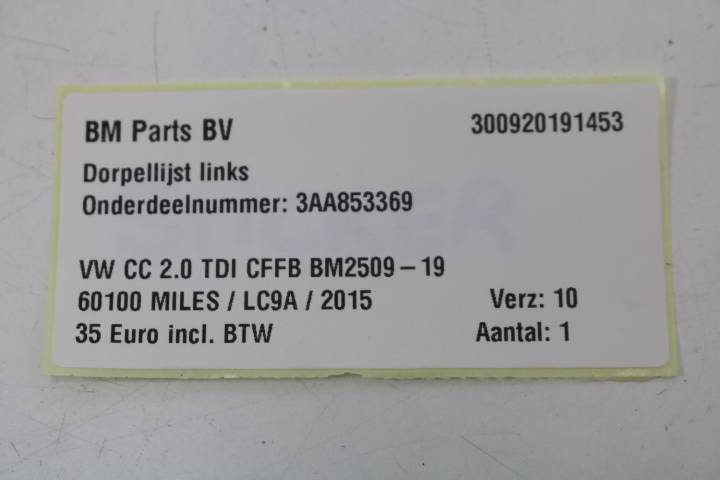 BM Parts BV 300920191453
Dorpellijst links
Onderdeelnummer: 3AA853369
VW CC 2.0 TDI CFFB BM2509-19
60100 MILES / LC9A / 2015 Verz: 10
35 Euro incl. BTW Aantal: 1